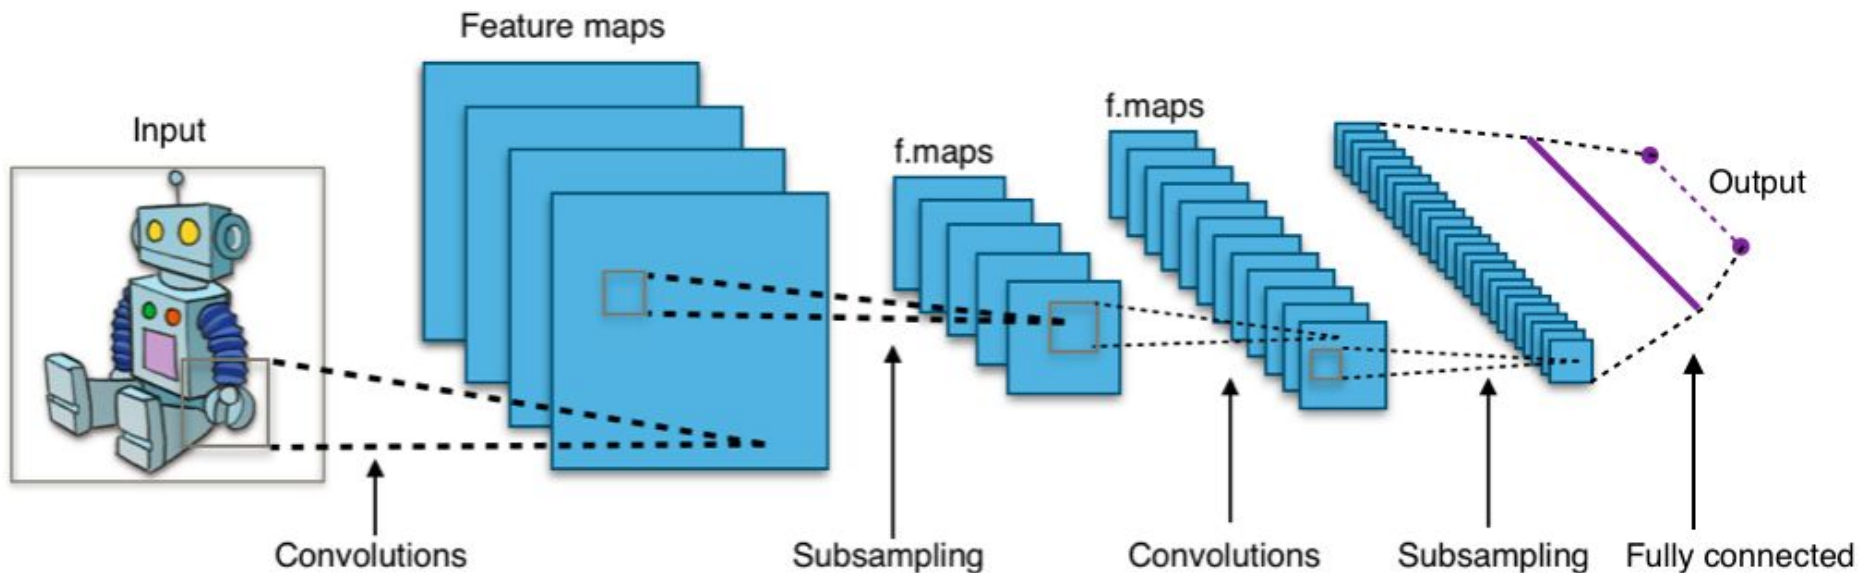 Feature maps
Input
f.maps
f.maps
Output
Convolutions
Subsampling
Convolutions
Subsampling
Fully connected